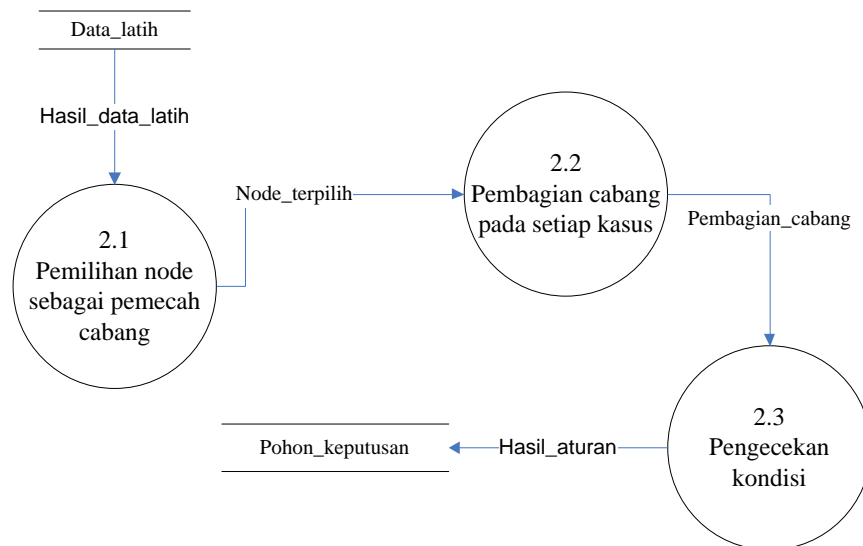 Data_latih
Hasil_data_latih
2.1
Pemilihan node
sebagai pemecah
cabang
Node_terpilih
2.2
Pembagian cabang
pada setiap kasus
Pembagian_cabang
2.3
Pengecekan
kondisi
Hasil_aturan
Pohon_keputusan